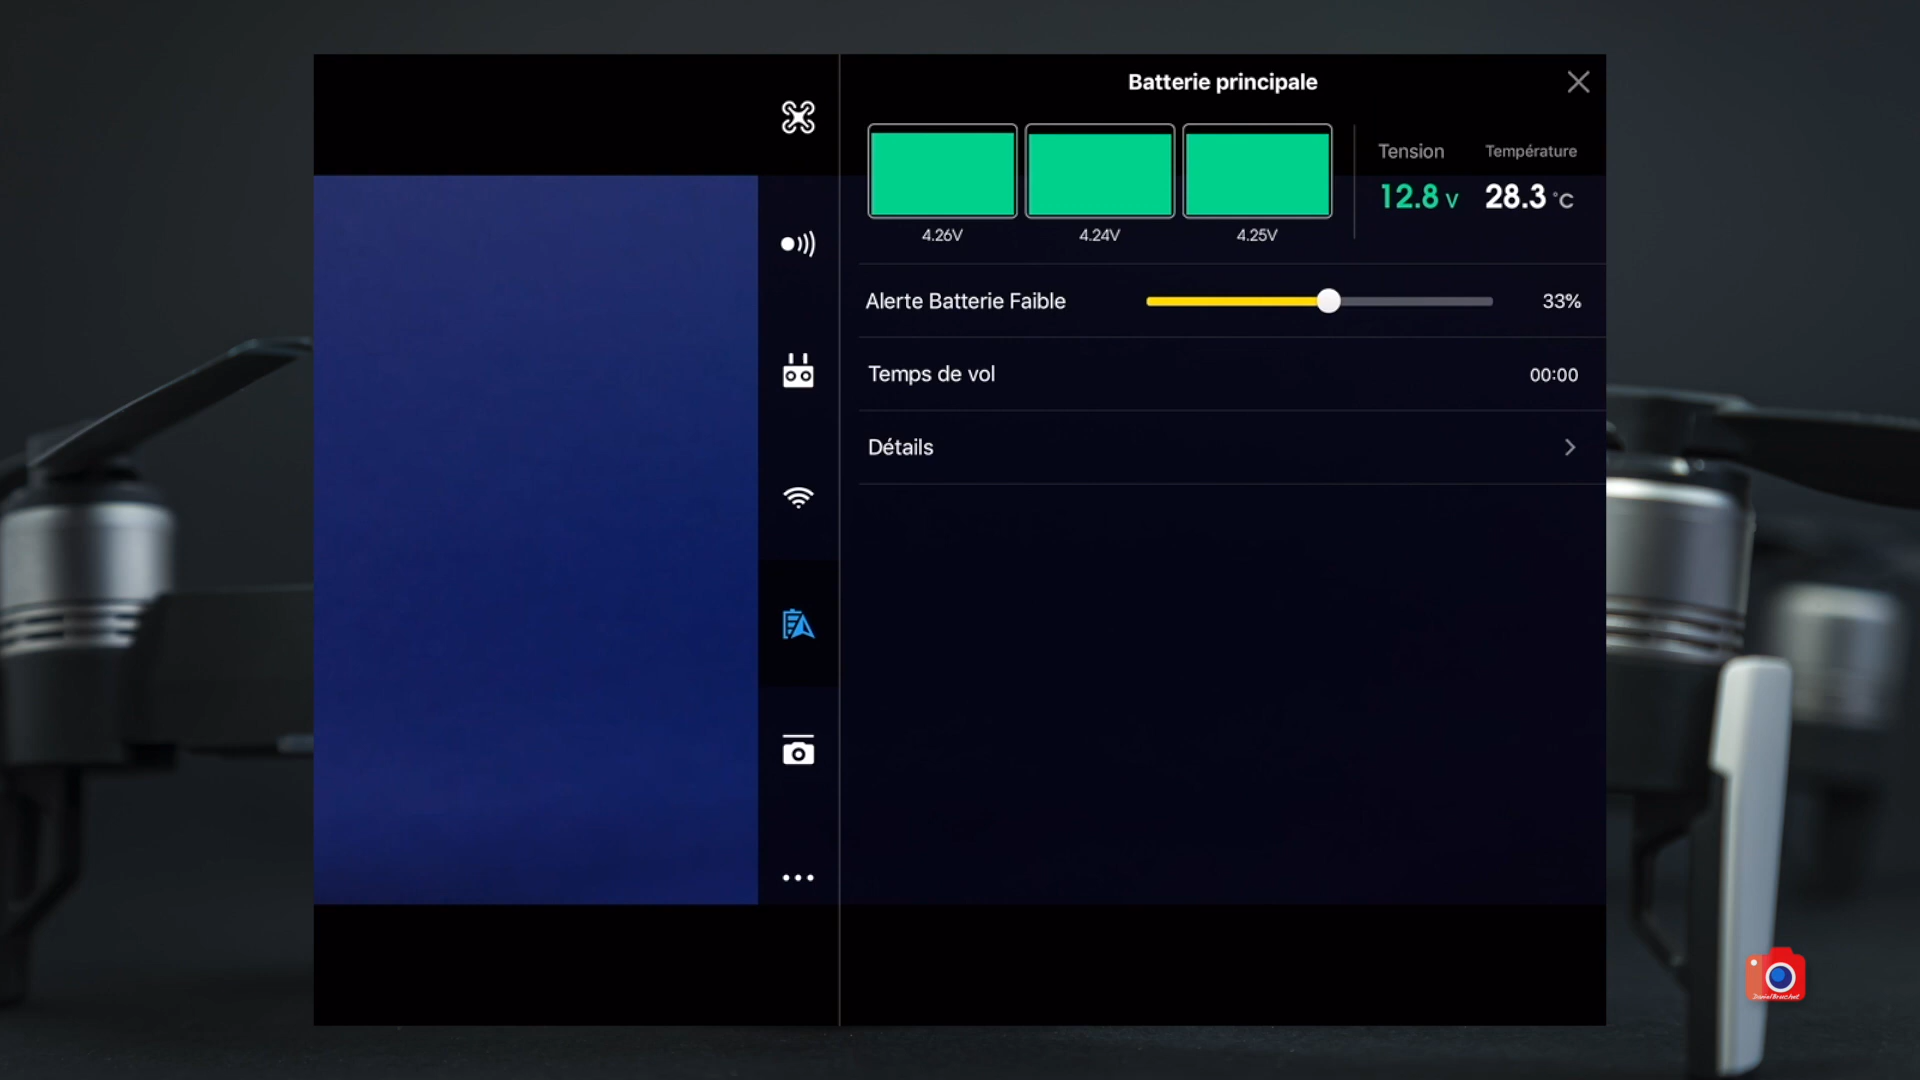 Batterie principale
Tension
Température
12.8 V
28.3 °C
4.26V
4.24V
4.25V
Alerte Batterie Faible
33%
Temps de vol
00:00
Détails